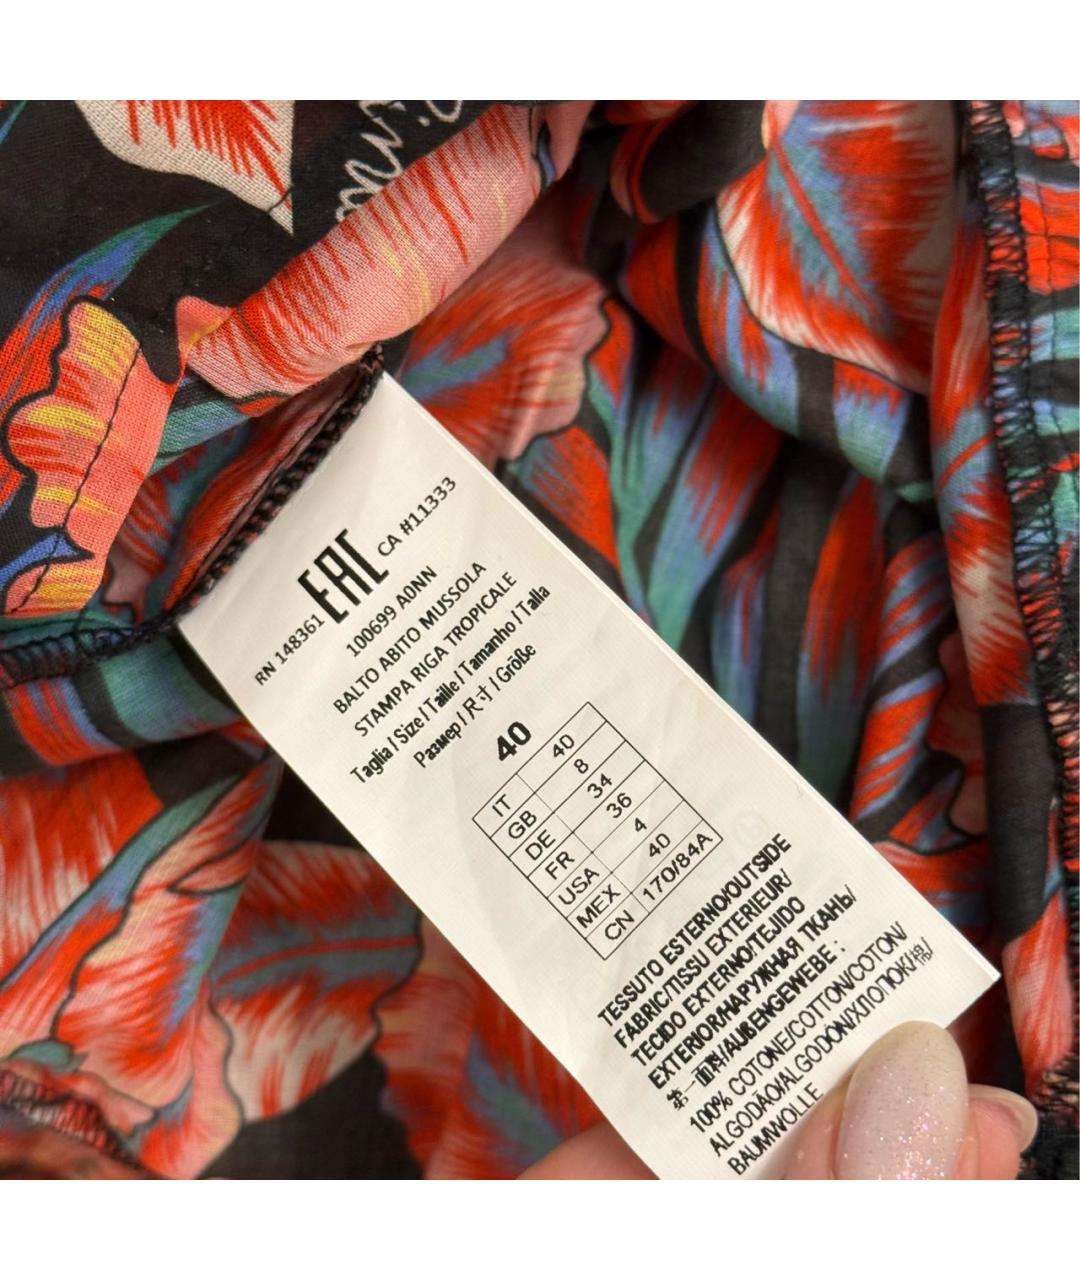 RN 148361 EAC CA #11333
100699 A0NN
BALTO ABITO MUSSOLA
STAMPA RIGA TROPICALE
Taglia / Size / Taille / Tamanho / Talla
Размер / 尺寸 / Größe
40
IT 40
GB 8
DE 34
FR 36
USA 4
MEX 40
CN 170/84A
TESSUTO ESTERNO/OUTSIDE
FABRIC/TISSU EXTERIEUR/
TECIDO EXTERNO/TEJIDO
EXTERIOR/НАРУЖНАЯ ТКАНЬ/
第一面料/AUßENGEWEBE :
100% COTONE/COTTON/COTON/
ALGODÃO/ALGODON/ХЛОПОК/棉/
BAUMWOLLE